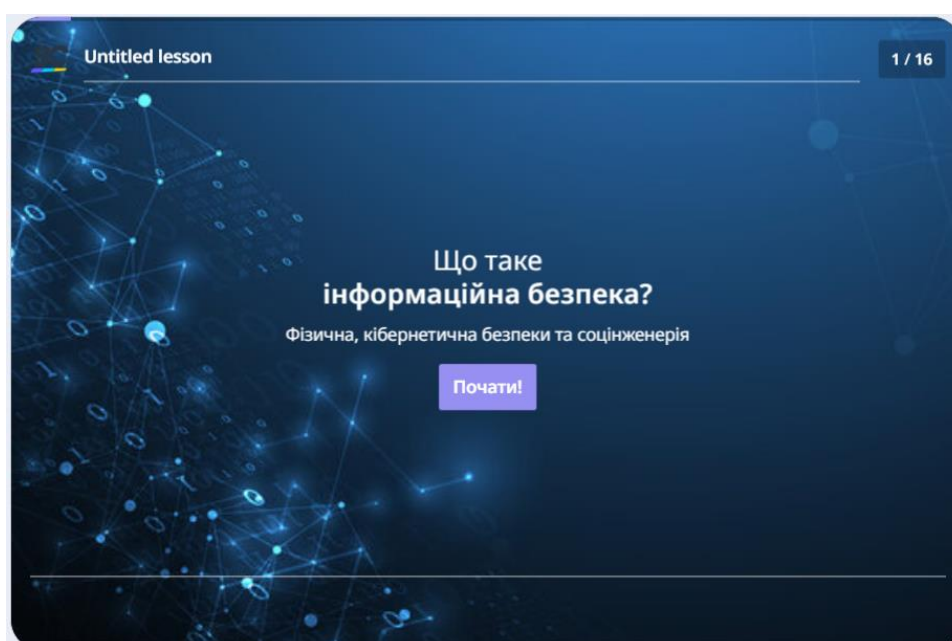 Untitled lesson
1 / 16
Що таке
інформаційна безпека?
Фізична, кібернетична безпеки та соцінженерія
Почати!